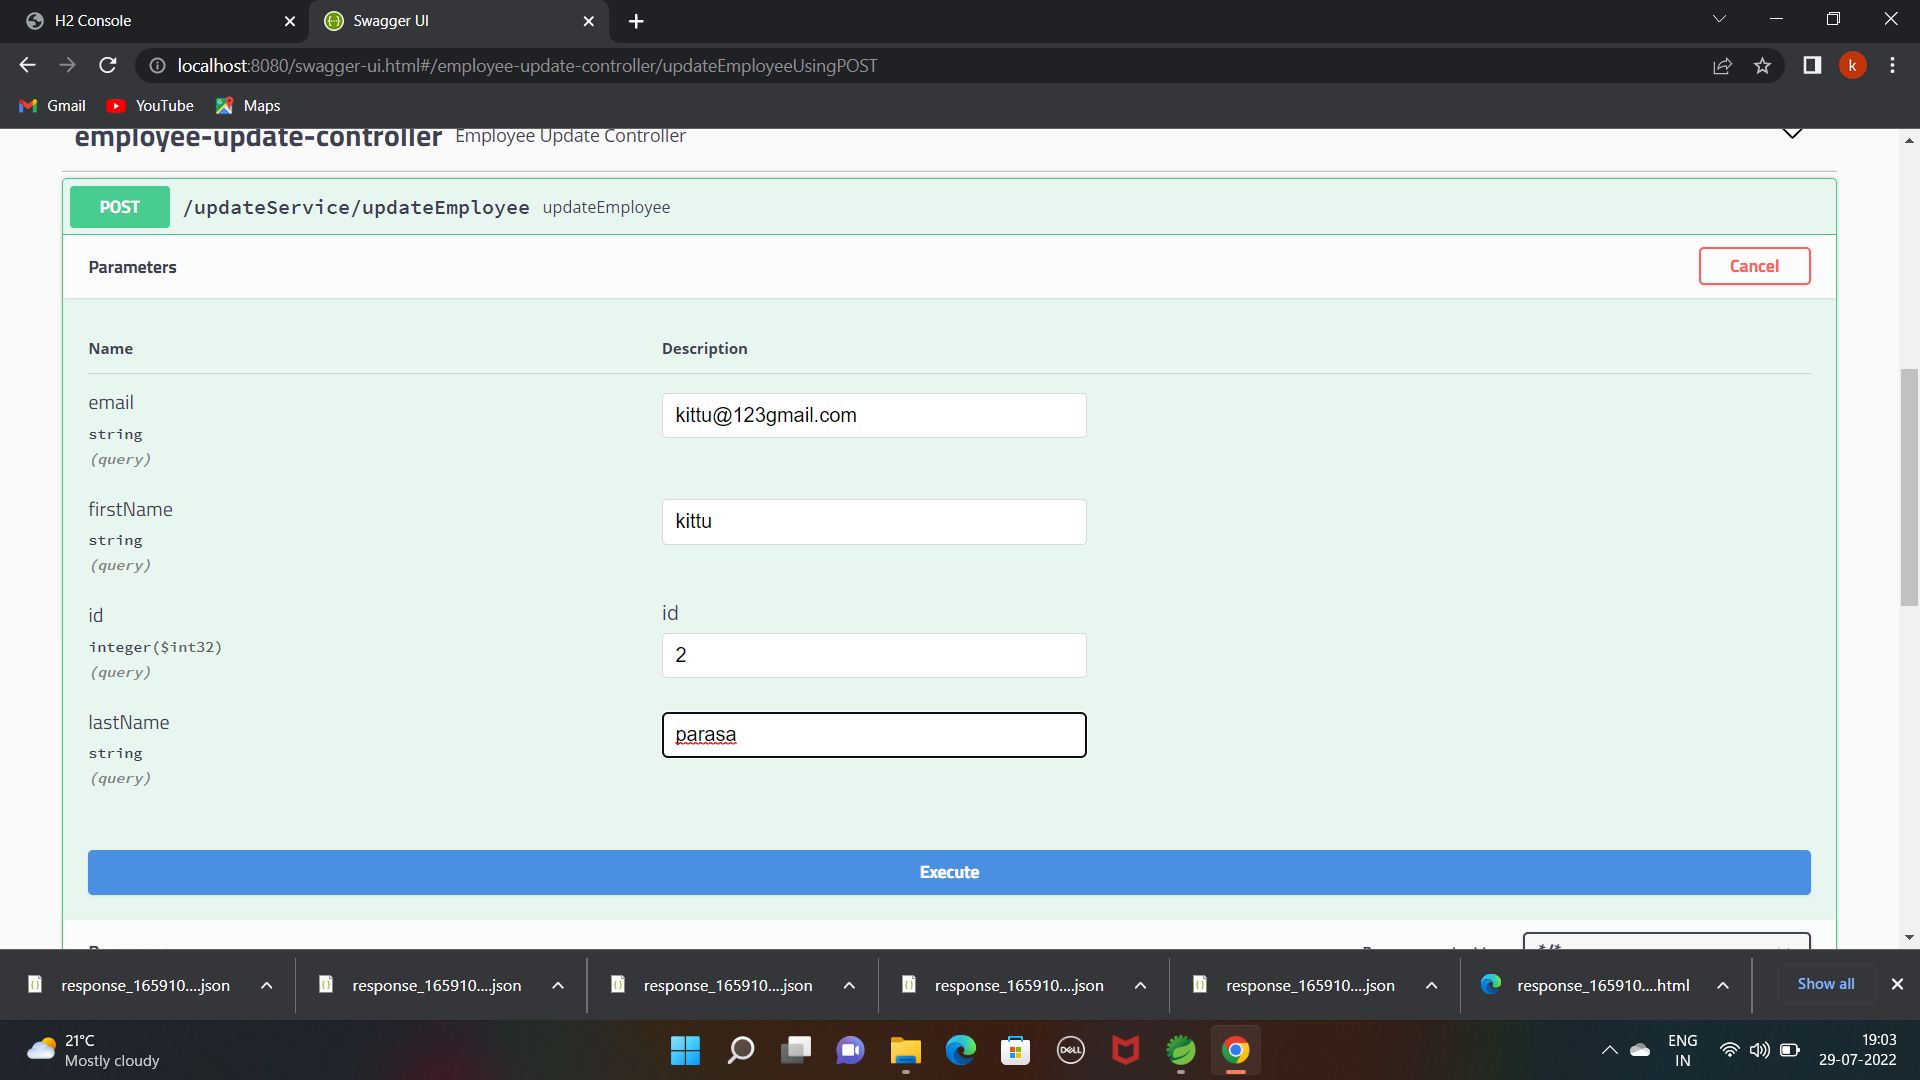 H2 Console
Swagger UI
localhost:8080/swagger-ui.html#/employee-update-controller/updateEmployeeUsingPOST
k
Gmail
YouTube
Maps
employee-update-controller Employee Update Controller
POST /updateService/updateEmployee updateEmployee
Parameters
Cancel
Name Description
email
string
(query)
kittu@123gmail.com
firstName
string
(query)
kittu
id
integer($int32)
(query)
id
2
lastName
string
(query)
parasa
Execute
response_165910....json
response_165910....json
response_165910....json
response_165910....json
response_165910....json
response_165910....html
Show all
21°C
Mostly cloudy
DELL
ENG
IN
19:03
29-07-2022